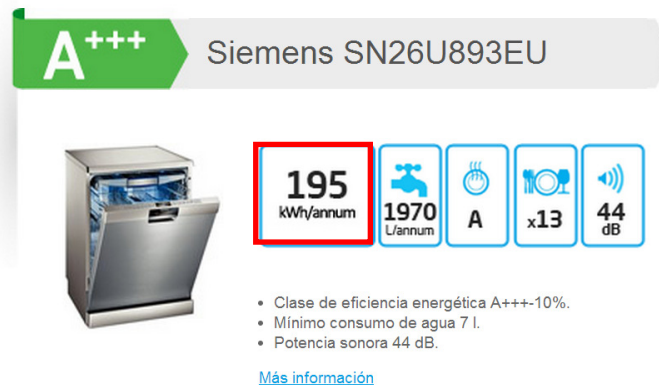 A+++
Siemens SN26U893EU
195
kWh/annum
1970
L/annum
A
x13
44
dB
Clase de eficiencia energética A+++-10%.
Mínimo consumo de agua 7 l.
Potencia sonora 44 dB.
Más información